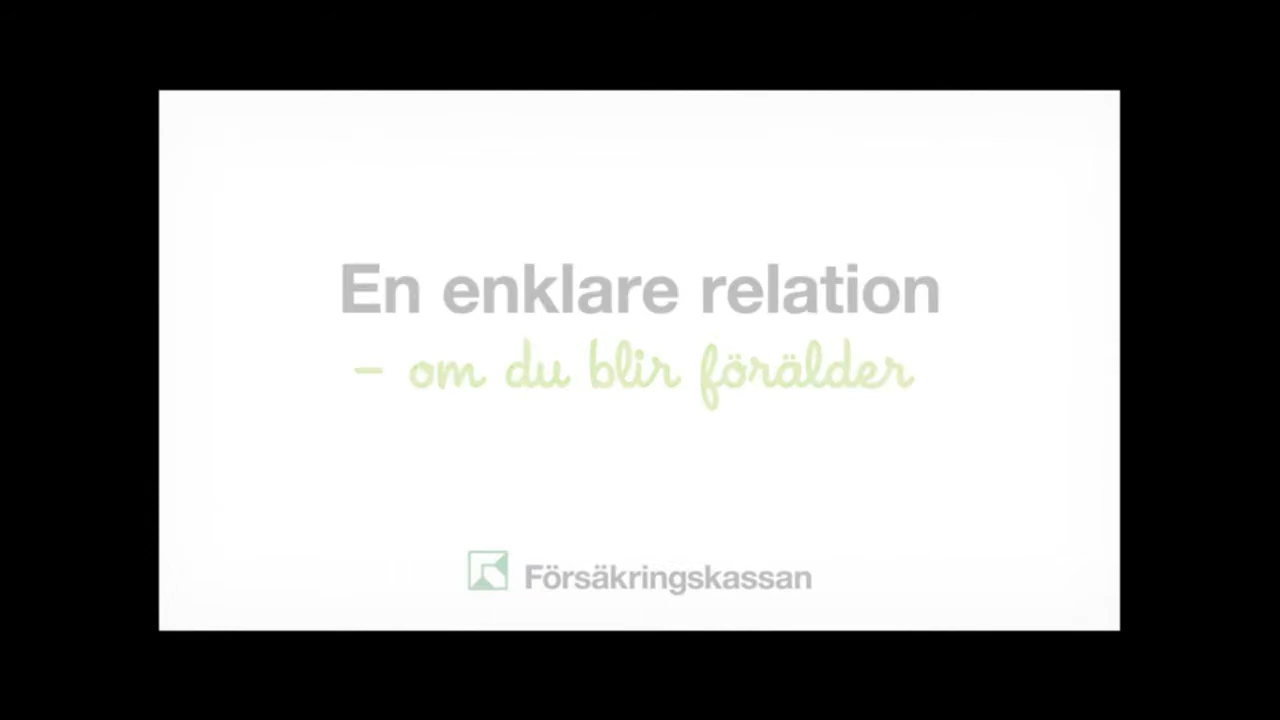 En enklare relation
– om du blir förälder
Försäkringskassan